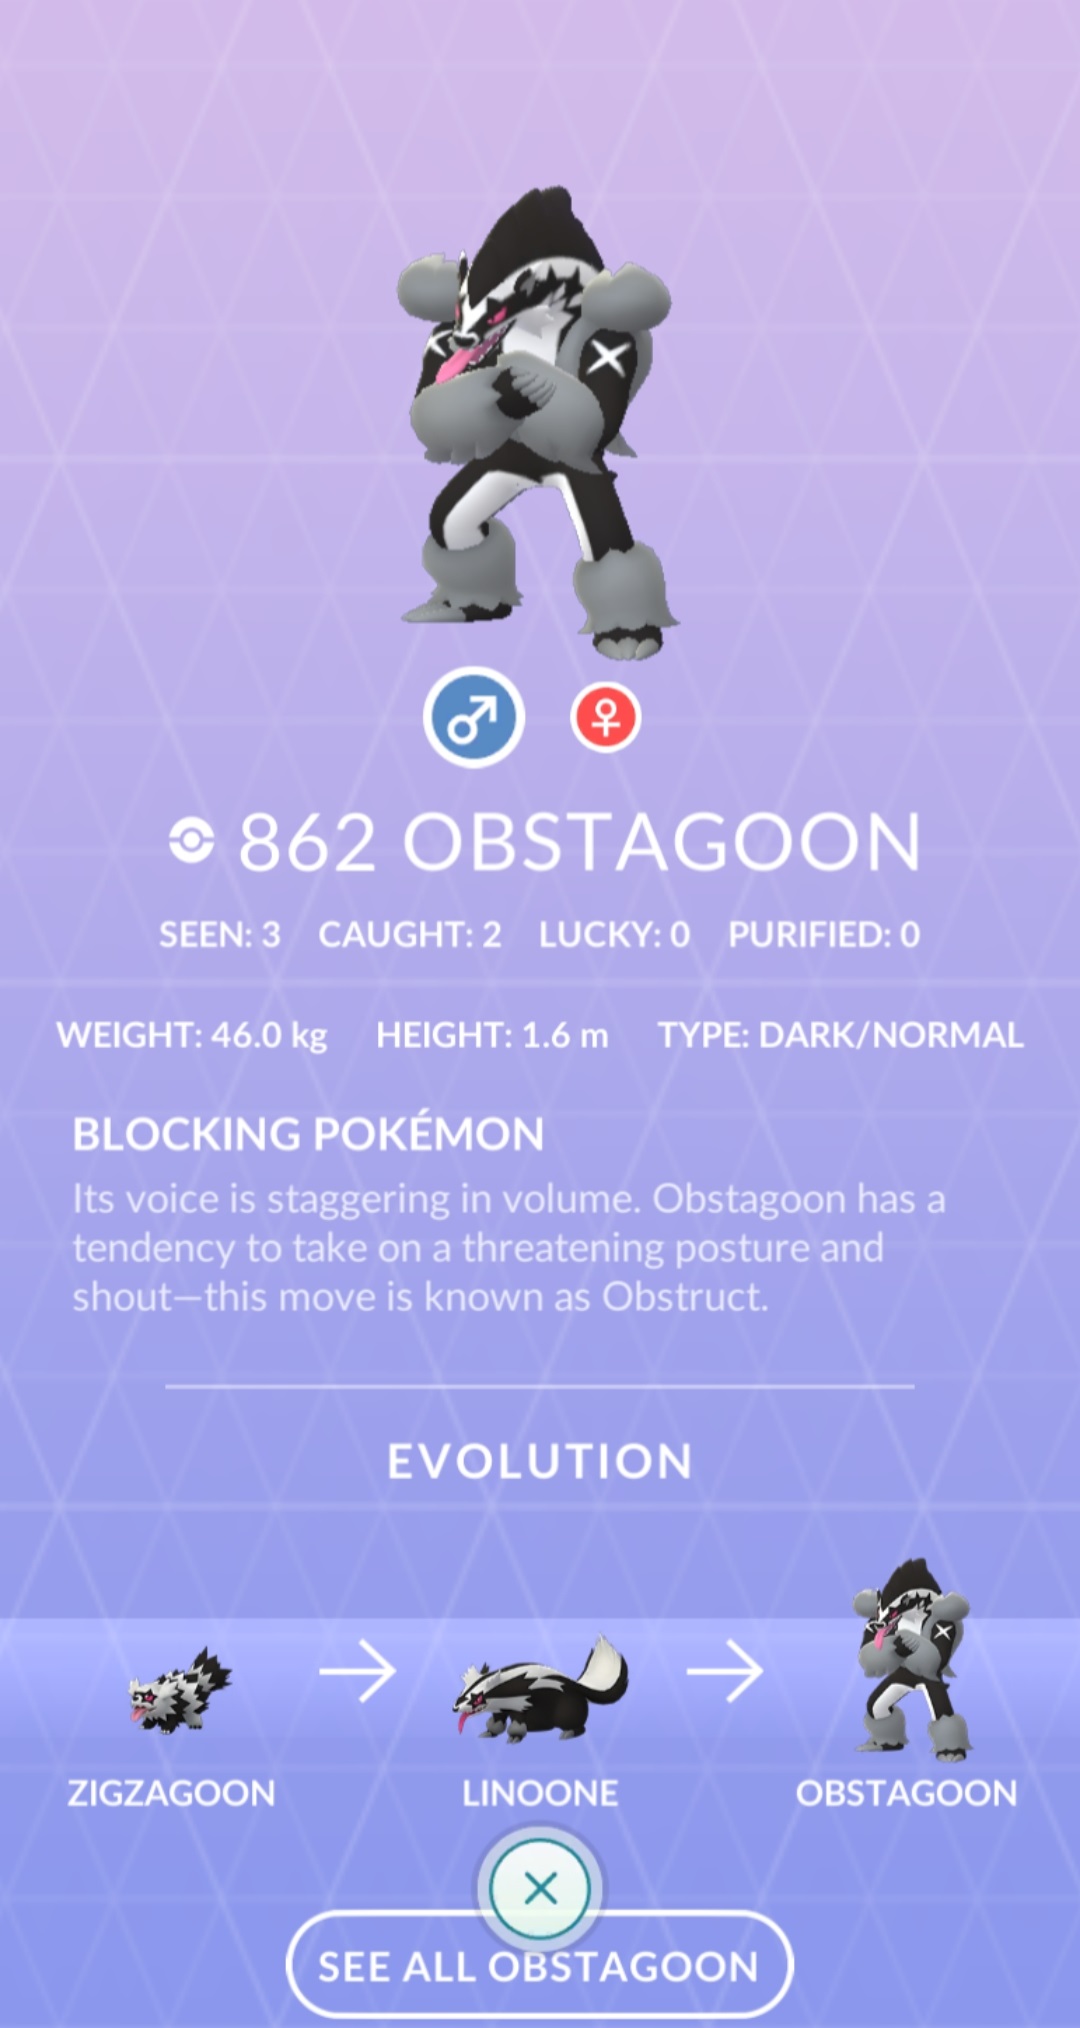 862 OBSTAGOON
SEEN: 3 CAUGHT: 2 LUCKY: 0 PURIFIED: 0
WEIGHT: 46.0 kg HEIGHT: 1.6 m TYPE: DARK/NORMAL
BLOCKING POKÉMON
Its voice is staggering in volume. Obstagoon has a
tendency to take on a threatening posture and
shout—this move is known as Obstruct.
EVOLUTION
ZIGZAGOON LINOONE OBSTAGOON
SEE ALL OBSTAGOON